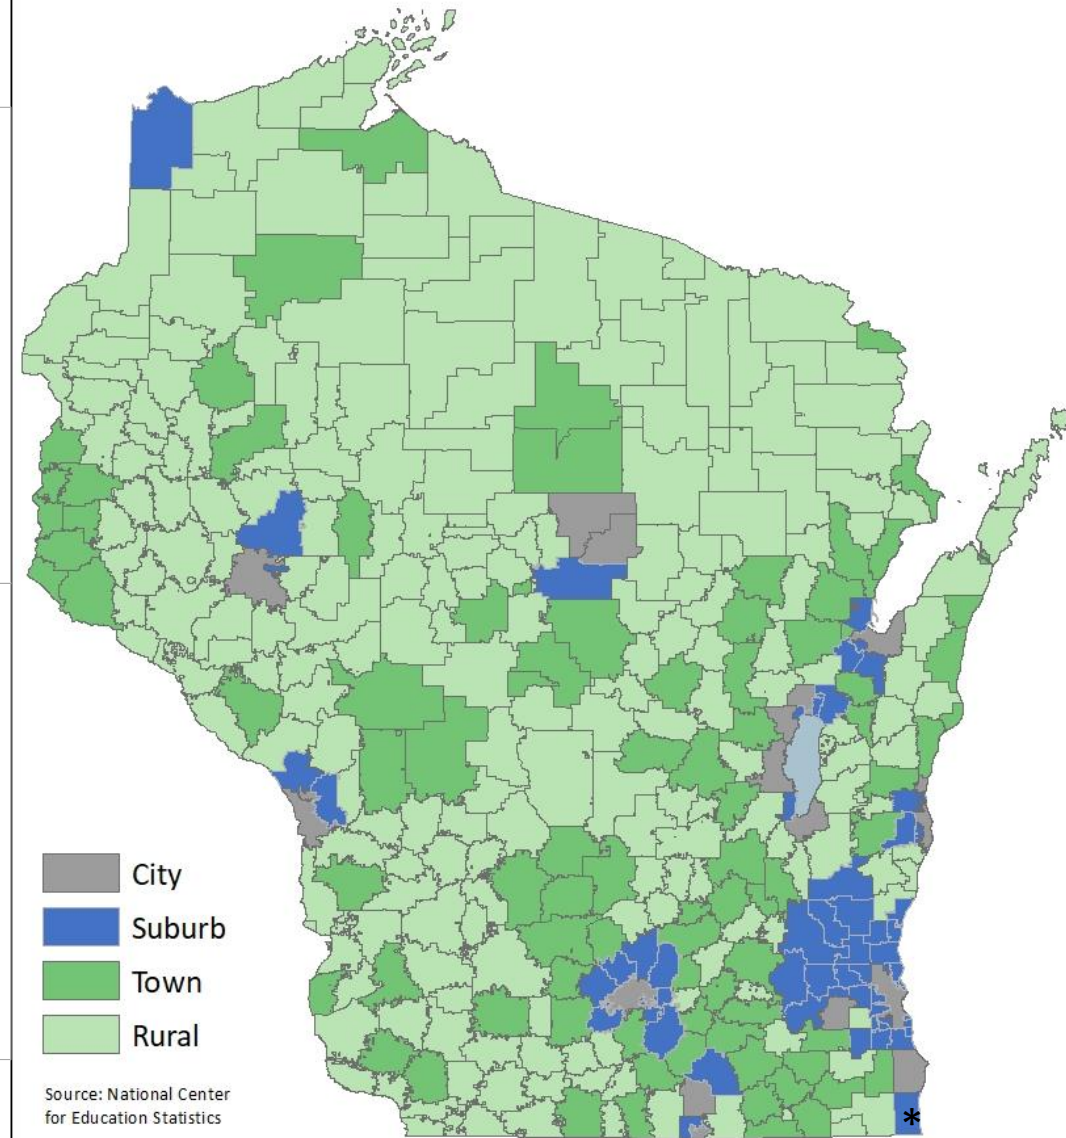 City
Suburb
Town
Rural
Source: National Center
for Education Statistics
*